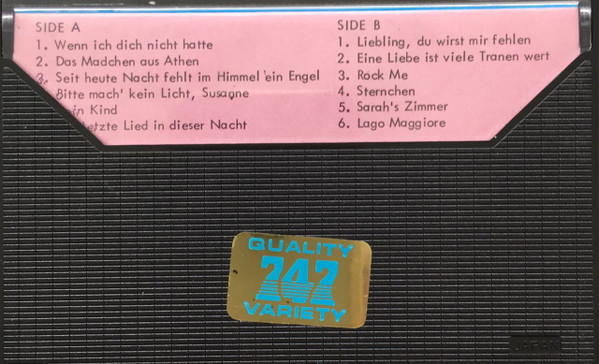 SIDE A
1. Wenn ich dich nicht hatte
2. Das Madchen aus Athen
3. Seit heute Nacht fehlt im Himmel ein Engel
Bitte mach' kein Licht, Susanne
Kind
letzte Lied in dieser Nacht
SIDE B
1. Liebling, du wirst mir fehlen
2. Eine Liebe ist viele Tranen wert
3. Rock Me
4. Sternchen
5. Sarah's Zimmer
6. Lago Maggiore
QUALITY
747
VARIETY